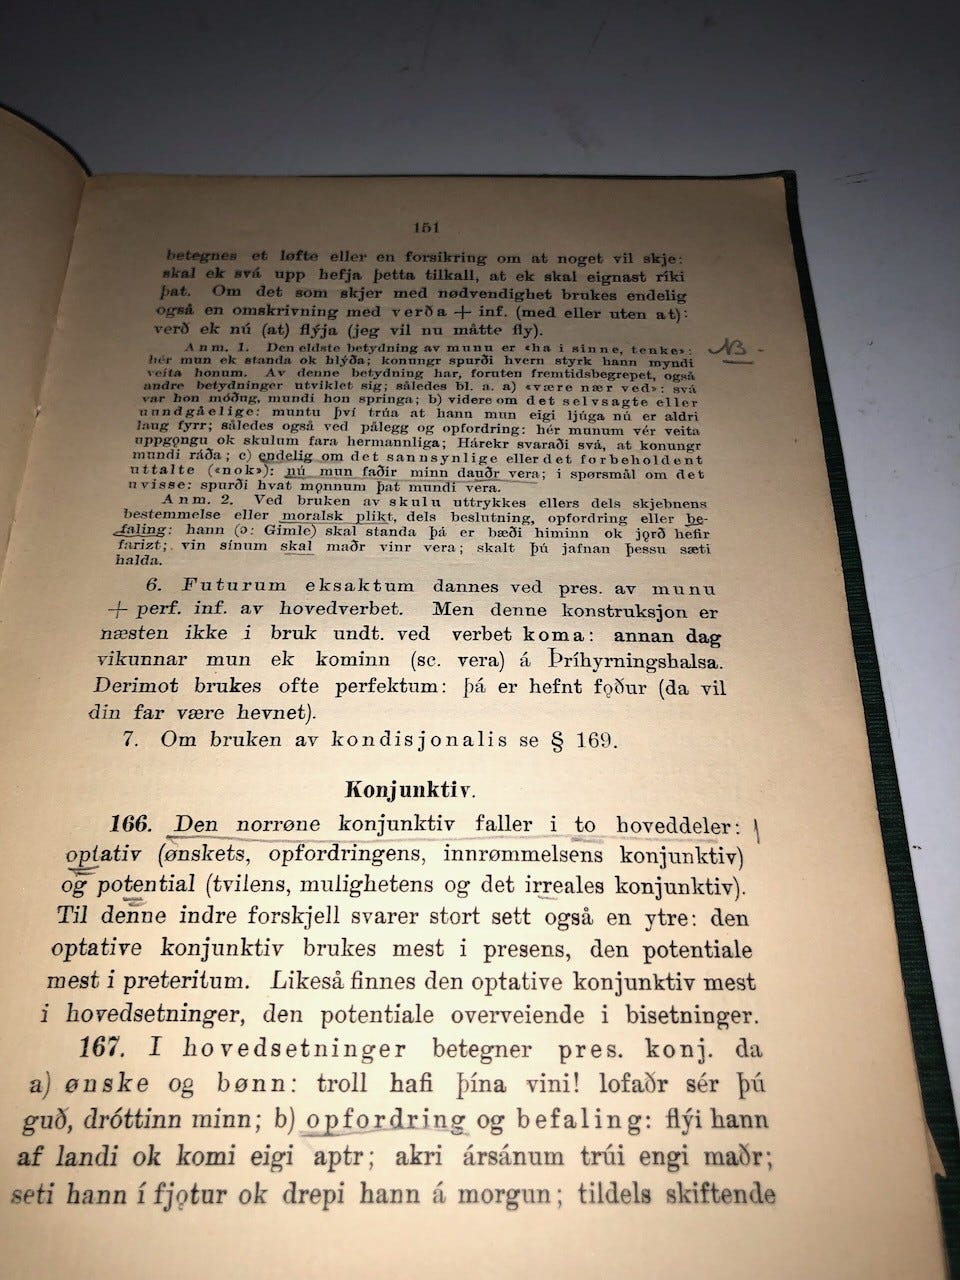 151
betegnes et løfte eller en forsikring om at noget vil skje:
skal ek svá upp hefja þetta tilkall, at ek skal eignast ríki
þat. Om det som skjer med nødvendighet brukes endelig
også en omskrivning med verða + inf. (med eller uten at):
verð ek nú (at) flýja (jeg vil nu måtte fly).
Anm. 1. Den eldste betydning av munu er «ha i sinne, tenke»:
hér mun ek standa ok hlýða; konungr spurði hvern styrk hann myndi
veita honum. Av denne betydning har, foruten fremtidsbegrepet, også
andre betydninger utviklet sig; således bl. a. a) «være nær ved»: svá
var hon móðug, mundi hon springa; b) videre om det selvsagte eller
uundgåelige: muntu því trúa at hann mun eigi ljúga nú er aldri
laug fyrr; således også ved pålegg og opfordring: hér munum vér veita
uppgǫngu ok skulum fara hermannliga; Hárekr svaraði svá, at konungr
mundi ráða; c) endelig om det sannsynlige eller det forbeholdent
uttalte («nok»): nú mun faðir minn dauðr vera; i spørsmål om det
uvisse: spurði hvat mǫnnum þat mundi vera.
Anm. 2. Ved bruken av skulu uttrykkes ellers dels skjebnens
bestemmelse eller moralsk plikt, dels beslutning, opfordring eller be-
faling: hann (ɔ: Gimle) skal standa þá er bæði himinn ok jǫrð hefir
farizt; vin sínum skal maðr vinr vera; skalt þú jafnan þessu sæti
halda.
NB -
6. Futurum eksaktum dannes ved pres. av munu
+ perf. inf. av hovedverbet. Men denne konstruksjon er
næsten ikke i bruk undt. ved verbet koma: annan dag
vikunnar mun ek kominn (sc. vera) á Þríhyrningshalsa.
Derimot brukes ofte perfektum: þá er hefnt fǫður (da vil
din far være hevnet).
7. Om bruken av kondisjonalis se § 169.
Konjunktiv.
166. Den norrøne konjunktiv faller i to hoveddeler:
optativ (ønskets, opfordringens, innrømmelsens konjunktiv)
og potential (tvilens, mulighetens og det irreales konjunktiv).
Til denne indre forskjell svarer stort sett også en ytre: den
optative konjunktiv brukes mest i presens, den potentiale
mest i preteritum. Likeså finnes den optative konjunktiv mest
i hovedsetninger, den potentiale overveiende i bisetninger.
167. I hovedsetninger betegner pres. konj. da
a) ønske og bønn: troll hafi þína vini! lofaðr sér þú
guð, dróttinn minn; b) opfordring og befaling: flýi hann
af landi ok komi eigi aptr; akri ársánum trúi engi maðr;
seti hann í fjǫtur ok drepi hann á morgun; tildels skiftende